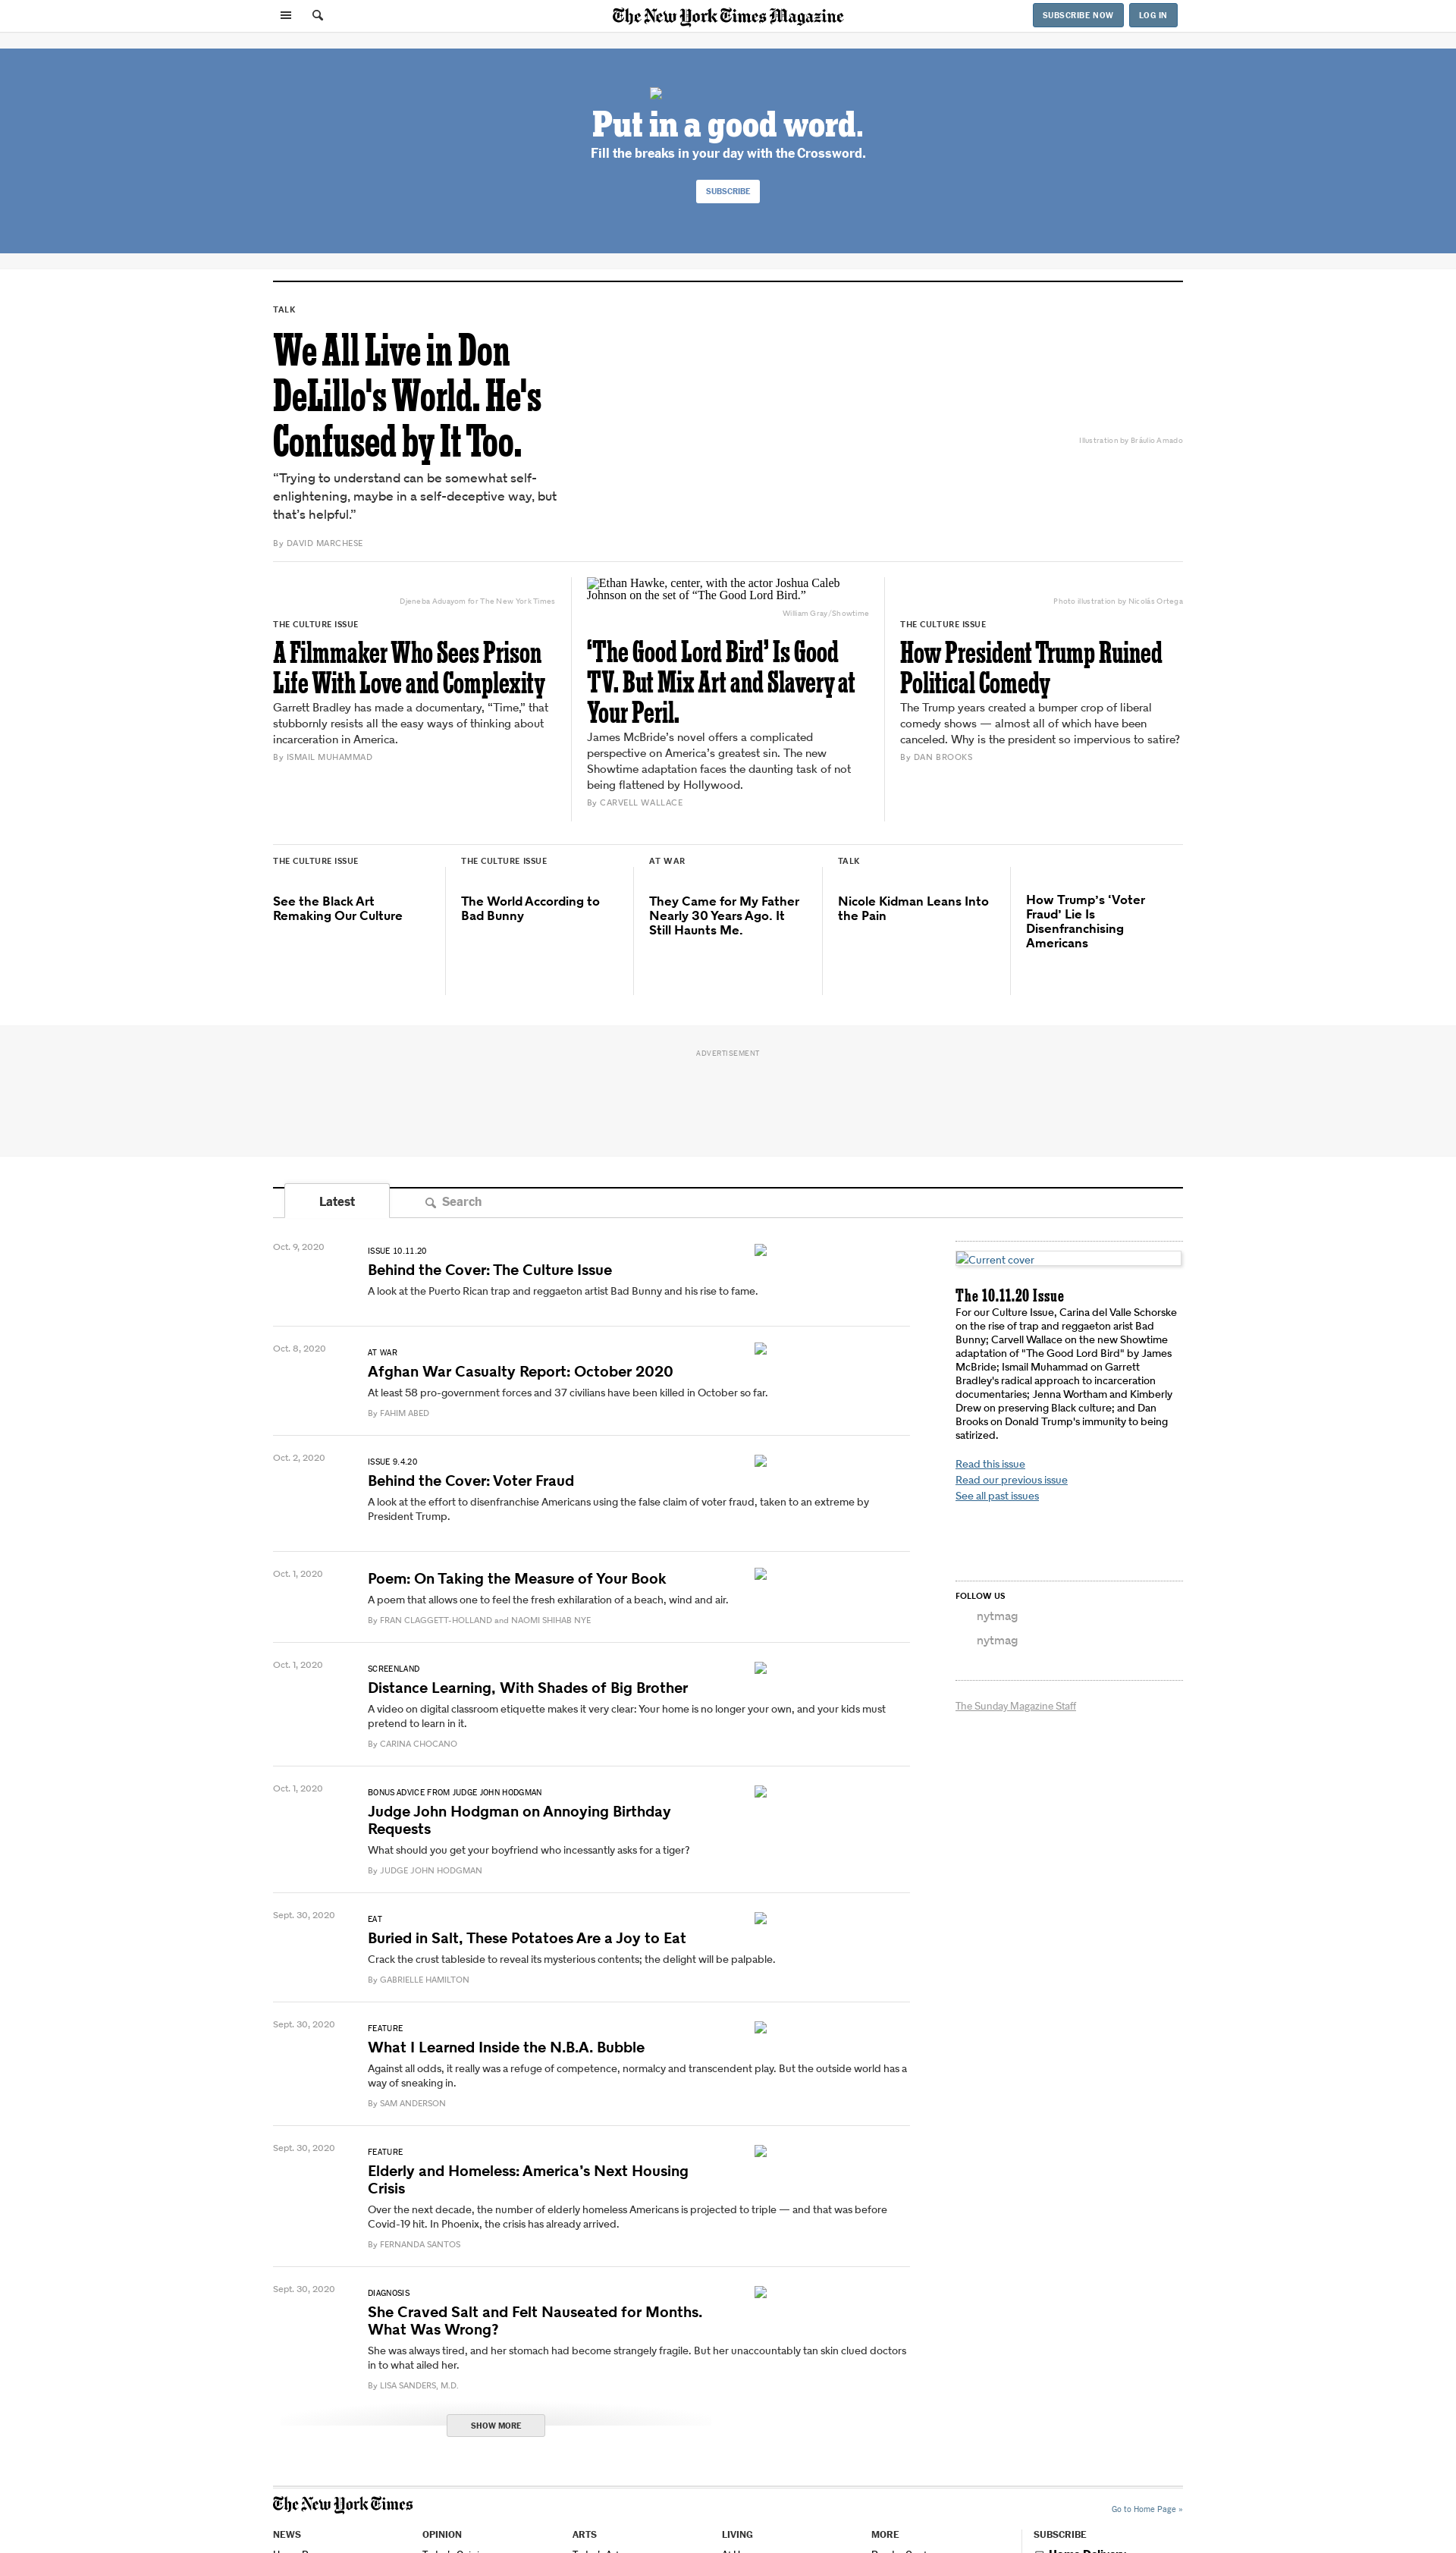 The New York Times Magazine
SUBSCRIBE NOW
LOG IN
Put in a good word.
Fill the breaks in your day with the Crossword.
SUBSCRIBE
TALK
We All Live in Don
DeLillo's World. He's
Confused by It Too.
“Trying to understand can be somewhat self-
enlightening, maybe in a self-deceptive way, but
that’s helpful.”
By DAVID MARCHESE
Illustration by Bráulio Amado
Djeneba Aduayom for The New York Times
THE CULTURE ISSUE
A Filmmaker Who Sees Prison
Life With Love and Complexity
Garrett Bradley has made a documentary, “Time,” that
stubbornly resists all the easy ways of thinking about
incarceration in America.
By ISMAIL MUHAMMAD
Ethan Hawke, center, with the actor Joshua Caleb
Johnson on the set of “The Good Lord Bird.”
William Gray/Showtime
‘The Good Lord Bird’ Is Good
TV. But Mix Art and Slavery at
Your Peril.
James McBride’s novel offers a complicated
perspective on America’s greatest sin. The new
Showtime adaptation faces the daunting task of not
being flattened by Hollywood.
By CARVELL WALLACE
Photo illustration by Nicolás Ortega
THE CULTURE ISSUE
How President Trump Ruined
Political Comedy
The Trump years created a bumper crop of liberal
comedy shows — almost all of which have been
canceled. Why is the president so impervious to satire?
By DAN BROOKS
THE CULTURE ISSUE
See the Black Art
Remaking Our Culture
THE CULTURE ISSUE
The World According to
Bad Bunny
AT WAR
They Came for My Father
Nearly 30 Years Ago. It
Still Haunts Me.
TALK
Nicole Kidman Leans Into
the Pain
How Trump’s ‘Voter
Fraud’ Lie Is
Disenfranchising
Americans
ADVERTISEMENT
Latest
Search
Oct. 9, 2020
ISSUE 10.11.20
Behind the Cover: The Culture Issue
A look at the Puerto Rican trap and reggaeton artist Bad Bunny and his rise to fame.
Oct. 8, 2020
AT WAR
Afghan War Casualty Report: October 2020
At least 58 pro-government forces and 37 civilians have been killed in October so far.
By FAHIM ABED
Oct. 2, 2020
ISSUE 9.4.20
Behind the Cover: Voter Fraud
A look at the effort to disenfranchise Americans using the false claim of voter fraud, taken to an extreme by
President Trump.
Oct. 1, 2020
Poem: On Taking the Measure of Your Book
A poem that allows one to feel the fresh exhilaration of a beach, wind and air.
By FRAN CLAGGETT-HOLLAND and NAOMI SHIHAB NYE
Oct. 1, 2020
SCREENLAND
Distance Learning, With Shades of Big Brother
A video on digital classroom etiquette makes it very clear: Your home is no longer your own, and your kids must
pretend to learn in it.
By CARINA CHOCANO
Oct. 1, 2020
BONUS ADVICE FROM JUDGE JOHN HODGMAN
Judge John Hodgman on Annoying Birthday
Requests
What should you get your boyfriend who incessantly asks for a tiger?
By JUDGE JOHN HODGMAN
Sept. 30, 2020
EAT
Buried in Salt, These Potatoes Are a Joy to Eat
Crack the crust tableside to reveal its mysterious contents; the delight will be palpable.
By GABRIELLE HAMILTON
Sept. 30, 2020
FEATURE
What I Learned Inside the N.B.A. Bubble
Against all odds, it really was a refuge of competence, normalcy and transcendent play. But the outside world has a
way of sneaking in.
By SAM ANDERSON
Sept. 30, 2020
FEATURE
Elderly and Homeless: America’s Next Housing
Crisis
Over the next decade, the number of elderly homeless Americans is projected to triple — and that was before
Covid-19 hit. In Phoenix, the crisis has already arrived.
By FERNANDA SANTOS
Sept. 30, 2020
DIAGNOSIS
She Craved Salt and Felt Nauseated for Months.
What Was Wrong?
She was always tired, and her stomach had become strangely fragile. But her unaccountably tan skin clued doctors
in to what ailed her.
By LISA SANDERS, M.D.
SHOW MORE
Current cover
The 10.11.20 Issue
For our Culture Issue, Carina del Valle Schorske
on the rise of trap and reggaeton arist Bad
Bunny; Carvell Wallace on the new Showtime
adaptation of "The Good Lord Bird" by James
McBride; Ismail Muhammad on Garrett
Bradley's radical approach to incarceration
documentaries; Jenna Wortham and Kimberly
Drew on preserving Black culture; and Dan
Brooks on Donald Trump's immunity to being
satirized.
Read this issue
Read our previous issue
See all past issues
FOLLOW US
nytmag
nytmag
The Sunday Magazine Staff
The New York Times
Go to Home Page »
NEWS
OPINION
ARTS
LIVING
MORE
SUBSCRIBE